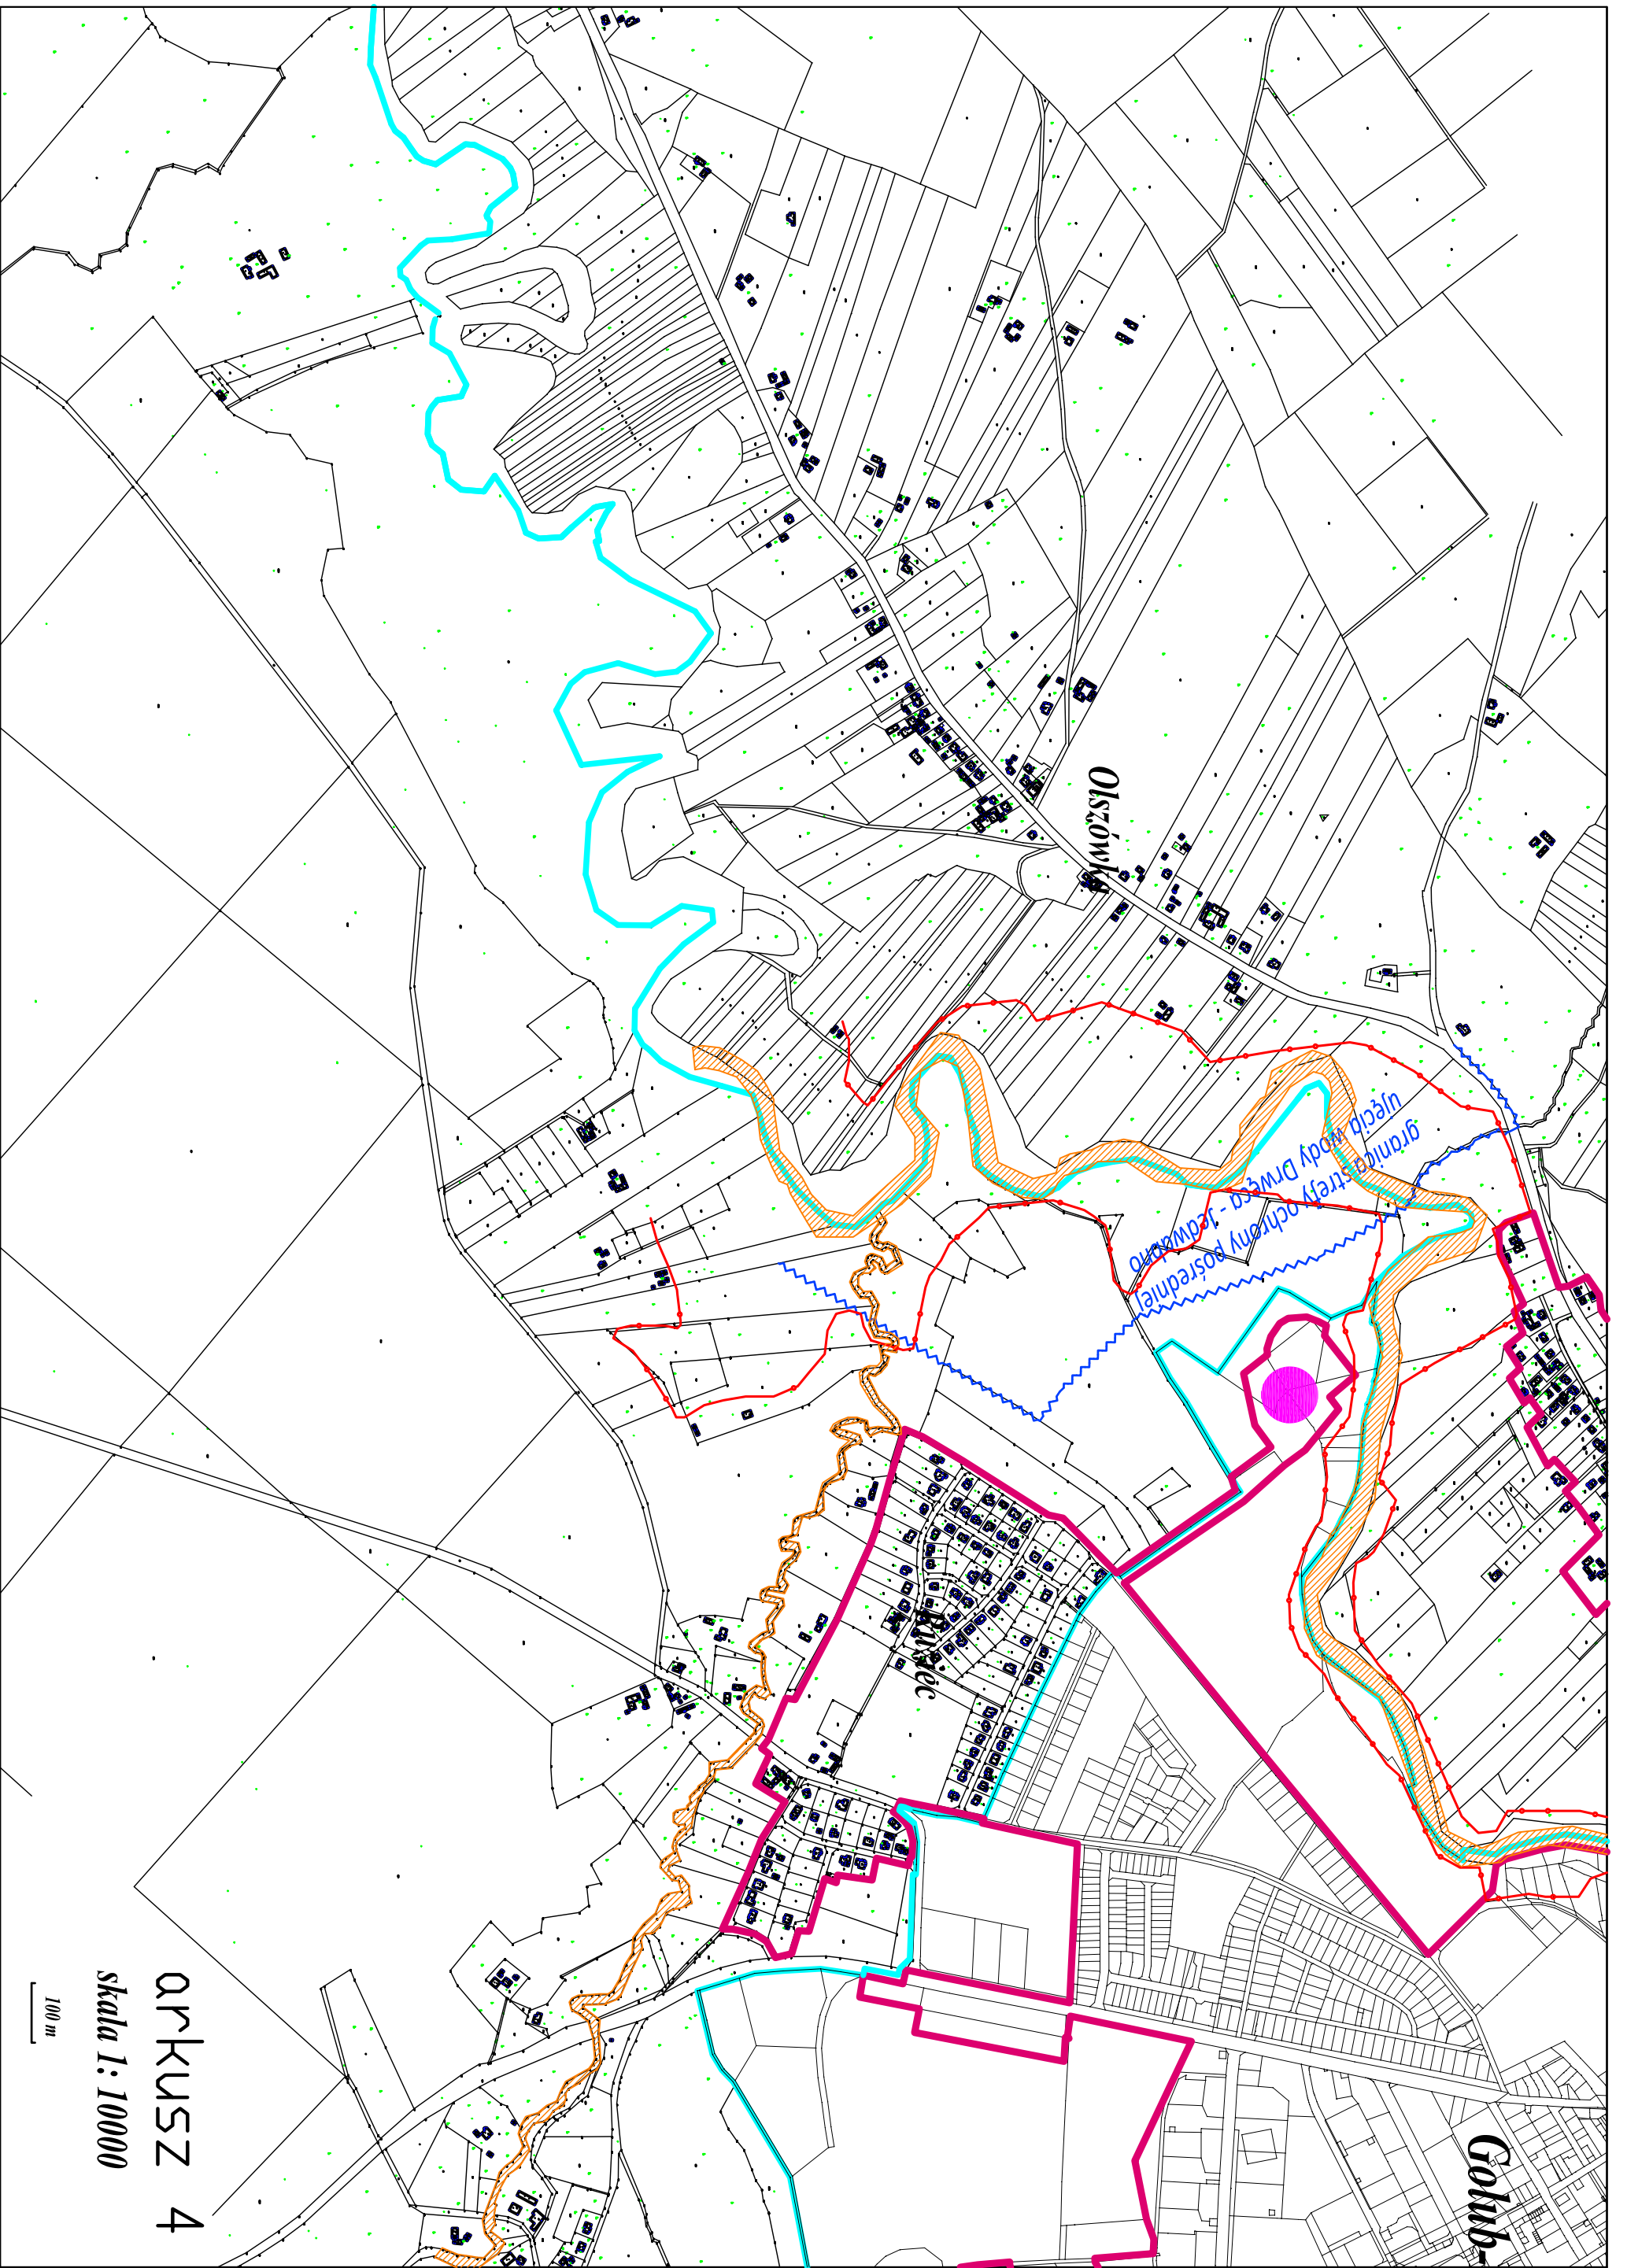 Golub-
Olszówka
granica strefy ochrony pośredniej
ujęcia wody Drwęca - Jedwabno
arkusz 4
skala 1: 10000
100 m